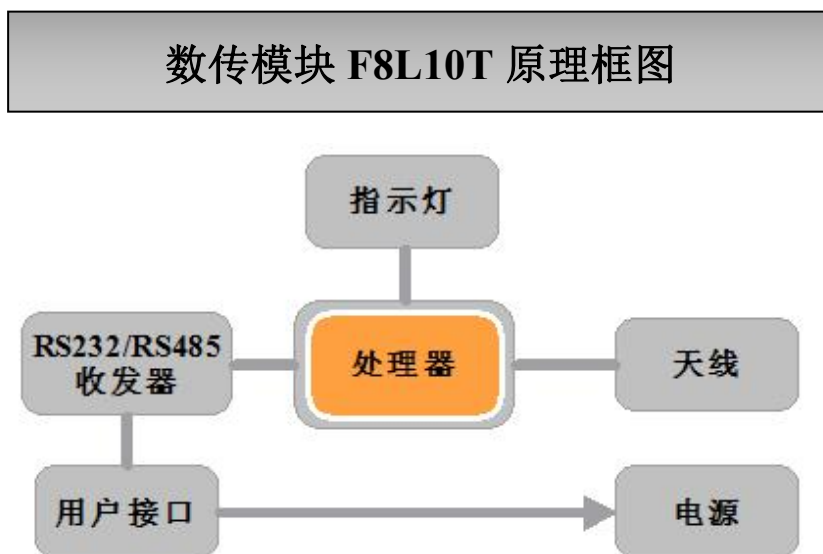 数传模块 F8L10T 原理框图
指示灯
RS232/RS485
收发器
处理器
天线
用户接口
电源